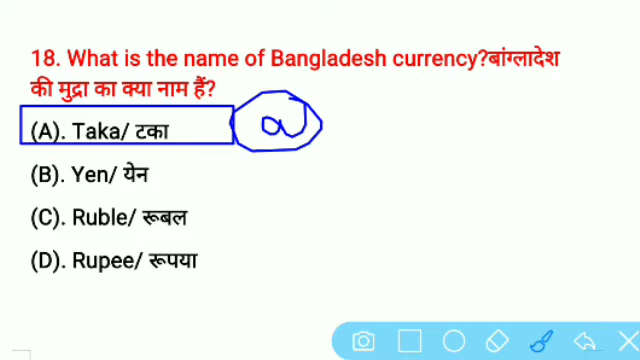 18. What is the name of Bangladesh currency?बांग्लादेश
की मुद्रा का क्या नाम हैं?
(A). Taka/ टका a
(B). Yen/ येन
(C). Ruble/ रूबल
(D). Rupee/ रूपया